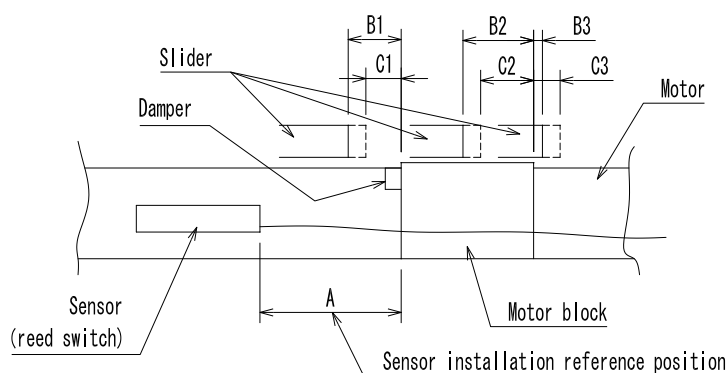 B1
B2
B3
Slider
C1
C2
C3
Motor
Damper
A
Sensor
(reed switch)
Motor block
Sensor installation reference position